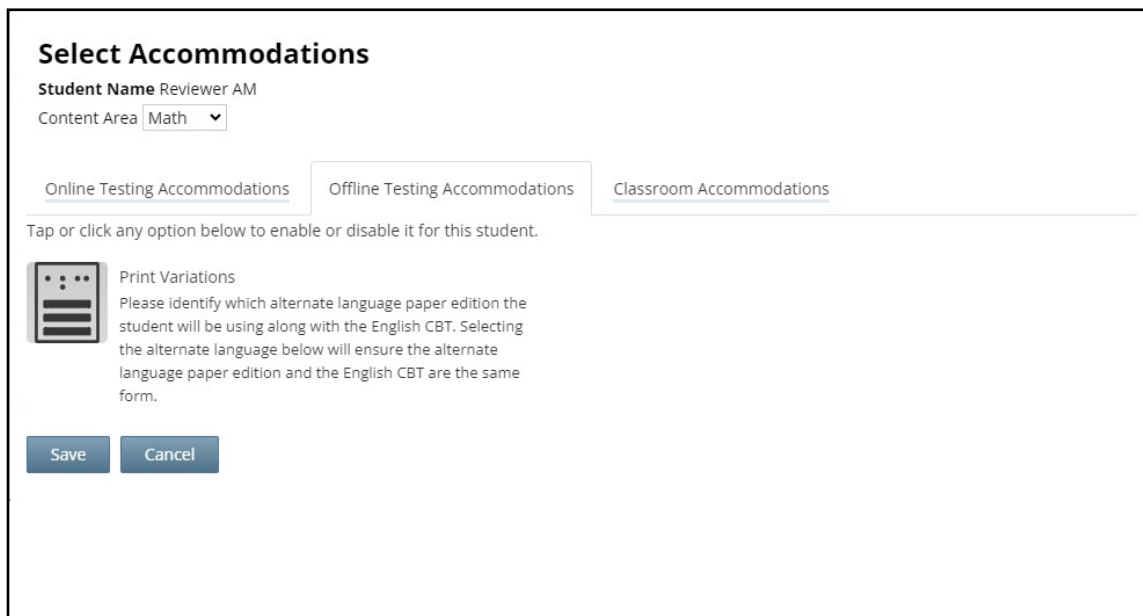 Select Accommodations
Student Name Reviewer AM
Content Area Math
Online Testing Accommodations Offline Testing Accommodations Classroom Accommodations
Tap or click any option below to enable or disable it for this student.
Print Variations
Please identify which alternate language paper edition the
student will be using along with the English CBT. Selecting
the alternate language below will ensure the alternate
language paper edition and the English CBT are the same
form.
Save Cancel